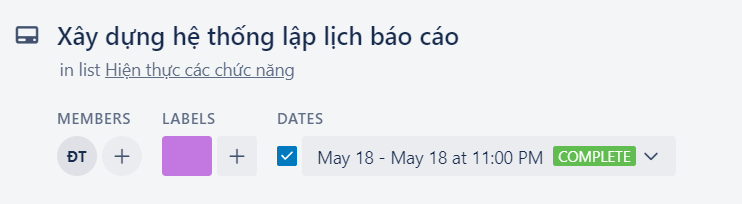 Xây dựng hệ thống lập lịch báo cáo
in list Hiện thực các chức năng
MEMBERS LABELS DATES
ĐT + + May 18 - May 18 at 11:00 PM COMPLETE